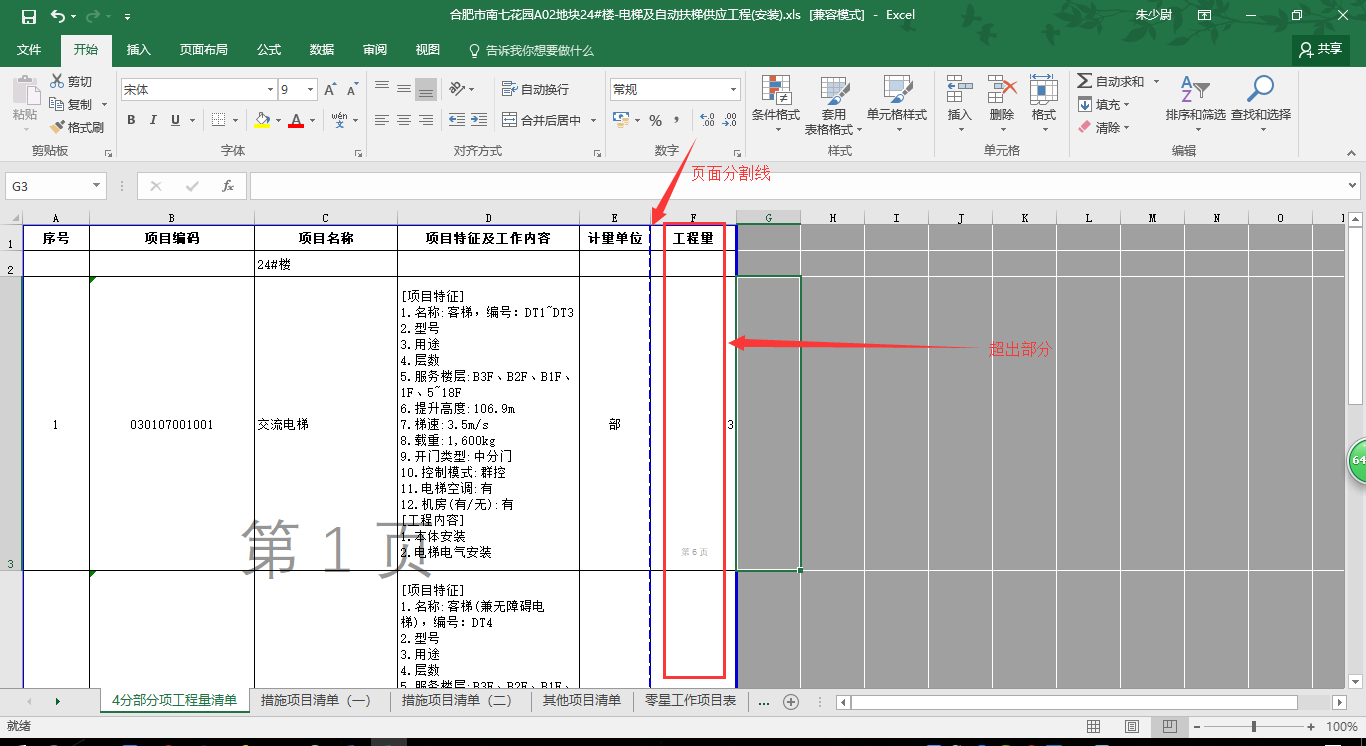 合肥市南七花园A02地块24#楼-电梯及自动扶梯供应工程(安装).xls [兼容模式] - Excel
朱少尉
文件 开始 插入 页面布局 公式 数据 审阅 视图 告诉我你想要做什么 共享
剪切
复制
格式刷
粘贴
宋体 9
B I U
wén
文
自动换行
合并后居中
常规
条件格式 套用
表格格式 单元格样式
插入 删除 格式
自动求和
填充
清除
排序和筛选 查找和选择
剪贴板 字体 对齐方式 数字 样式 单元格 编辑
页面分割线
G3
A B C D E F G H I J K L M N O
1 序号 项目编码 项目名称 项目特征及工作内容 计量单位 工程量
2 24#楼
[项目特征]
1.名称:客梯，编号：DT1~DT3
2.型号
3.用途
4.层数
5.服务楼层:B3F、B2F、B1F、
1F、5~18F
6.提升高度:106.9m
1 030107001001 交流电梯 7.梯速:3.5m/s 部 3
8.载重:1,600kg
9.开门类型:中分门
10.控制模式:群控
11.电梯空调:有
12.机房(有/无):有
[工程内容]
1.本体安装
2.电梯电气安装
3
第 1 页
第 6 页
超出部分
[项目特征]
1.名称:客梯(兼无障碍电
梯)，编号：DT4
2.型号
3.用途
4.层数
5.服务楼层:B3F、B2F、B1F、
4分部分项工程量清单 措施项目清单（一） 措施项目清单（二） 其他项目清单 零星工作项目表 ...
就绪
100%
64